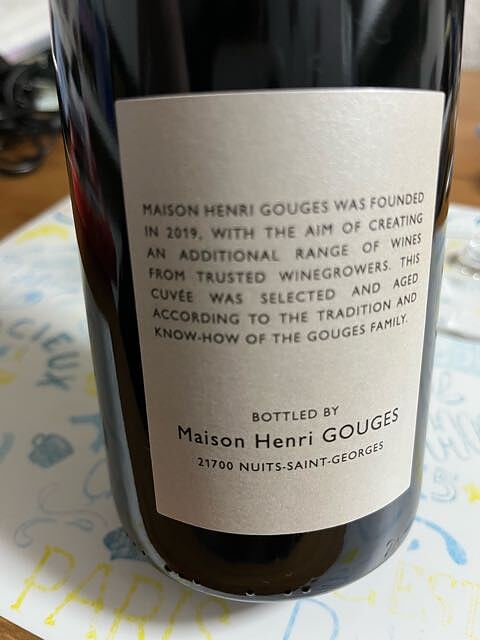 MAISON HENRI GOUGES WAS FOUNDED
IN 2019, WITH THE AIM OF CREATING
AN ADDITIONAL RANGE OF WINES
FROM TRUSTED WINEGROWERS. THIS
CUVÉE WAS SELECTED AND AGED
ACCORDING TO THE TRADITION AND
KNOW-HOW OF THE GOUGES FAMILY.
BOTTLED BY
Maison Henri GOUGES
21700 NUITS-SAINT-GEORGES
PARIS